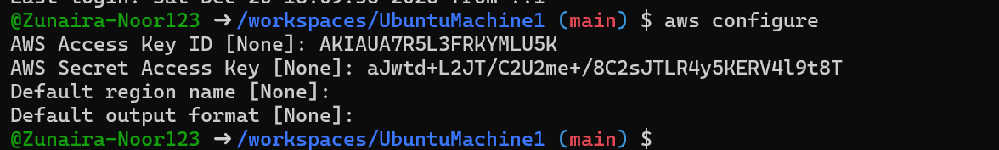 Last login: Sat Dec 20 from ::1
@Zunaira-Noor123 ➜ /workspaces/UbuntuMachine1 (main) $ aws configure
AWS Access Key ID [None]: AKIAUA7R5L3FRKYMLU5K
AWS Secret Access Key [None]: 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
Default region name [None]:
Default output format [None]:
@Zunaira-Noor123 ➜ /workspaces/UbuntuMachine1 (main) $